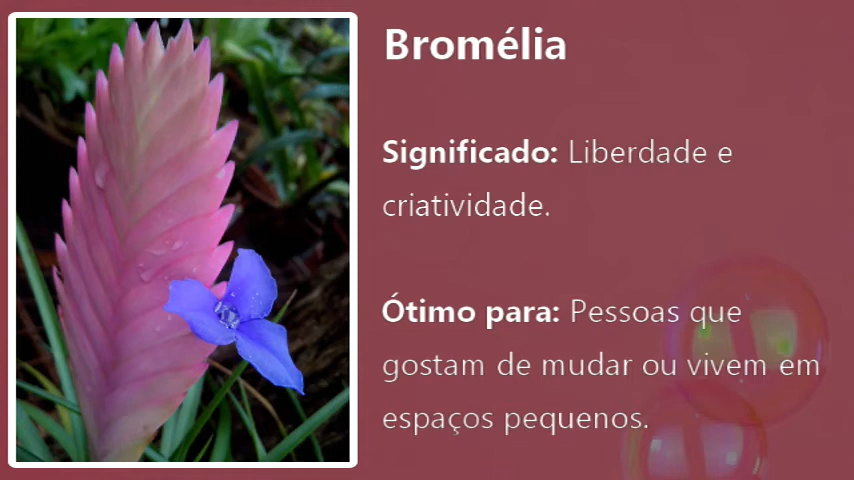 Bromélia
Significado: Liberdade e
criatividade.
Ótimo para: Pessoas que
gostam de mudar ou vivem em
espaços pequenos.